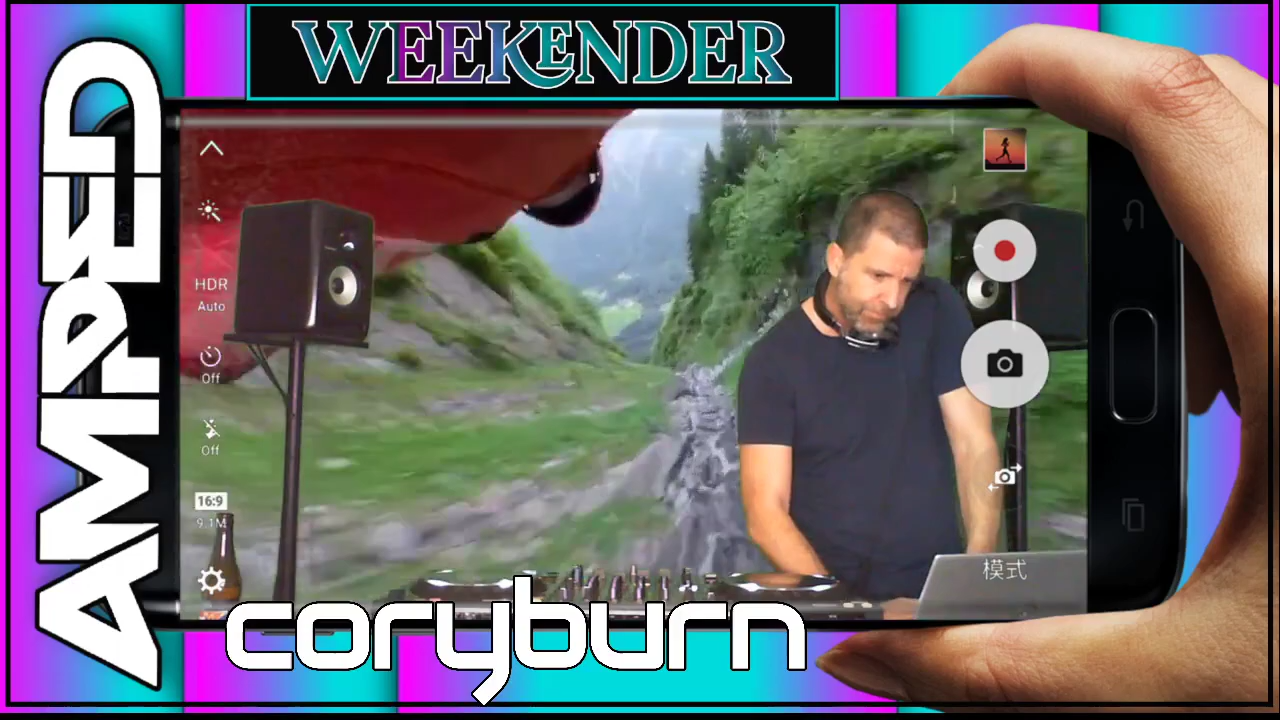 WEEKENDER
AMPED
HDR
Auto
Off
Off
16:9
9.1M
模式
coryburn